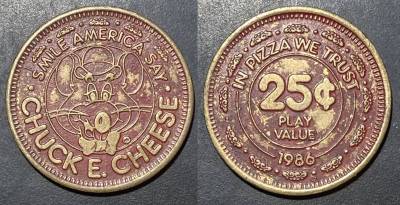 SMILE AMERICA SAY
CHUCK E. CHEESE
IN PIZZA WE TRUST
25¢
PLAY
VALUE
1986